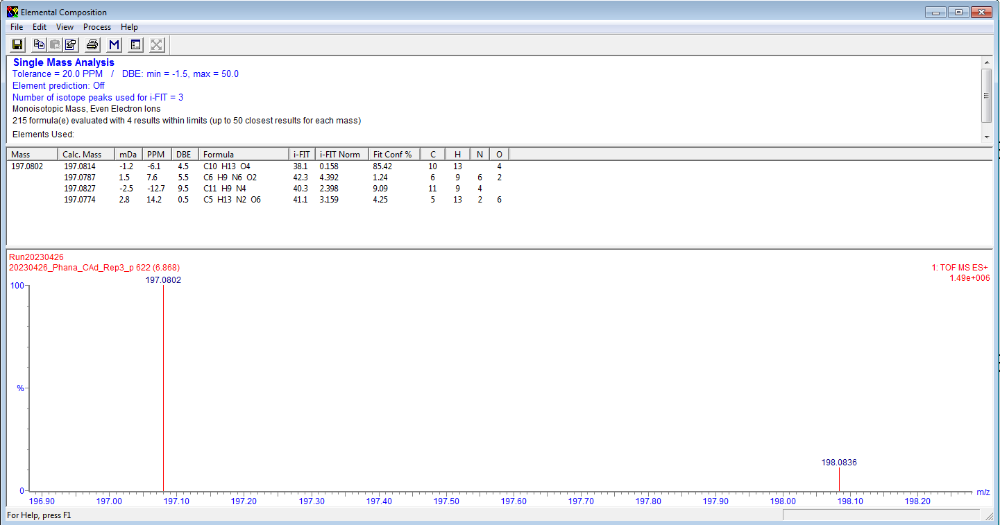 Elemental Composition
File Edit View Process Help
Single Mass Analysis
Tolerance = 20.0 PPM / DBE: min = -1.5, max = 50.0
Element prediction: Off
Number of isotope peaks used for i-FIT = 3
Monoisotopic Mass, Even Electron Ions
215 formula(e) evaluated with 4 results within limits (up to 50 closest results for each mass)
Elements Used:
Mass Calc. Mass mDa PPM DBE Formula i-FIT i-FIT Norm Fit Conf % C H N O
197.0802 197.0814 -1.2 -6.1 4.5 C10 H13 O4 38.1 0.158 85.42 10 13 4
197.0787 1.5 7.6 5.5 C6 H9 N6 O2 42.3 4.392 1.24 6 9 6 2
197.0827 -2.5 -12.7 9.5 C11 H9 N4 40.3 2.398 9.09 11 9 4
197.0774 2.8 14.2 0.5 C5 H13 N2 O6 41.1 3.159 4.25 5 13 2 6
Run20230426
20230426_Phana_CAd_Rep3_p 622 (6.868)
1: TOF MS ES+
1.49e+006
197.0802
100
%
198.0836
0
m/z
196.90 197.00 197.10 197.20 197.30 197.40 197.50 197.60 197.70 197.80 197.90 198.00 198.10 198.20
For Help, press F1